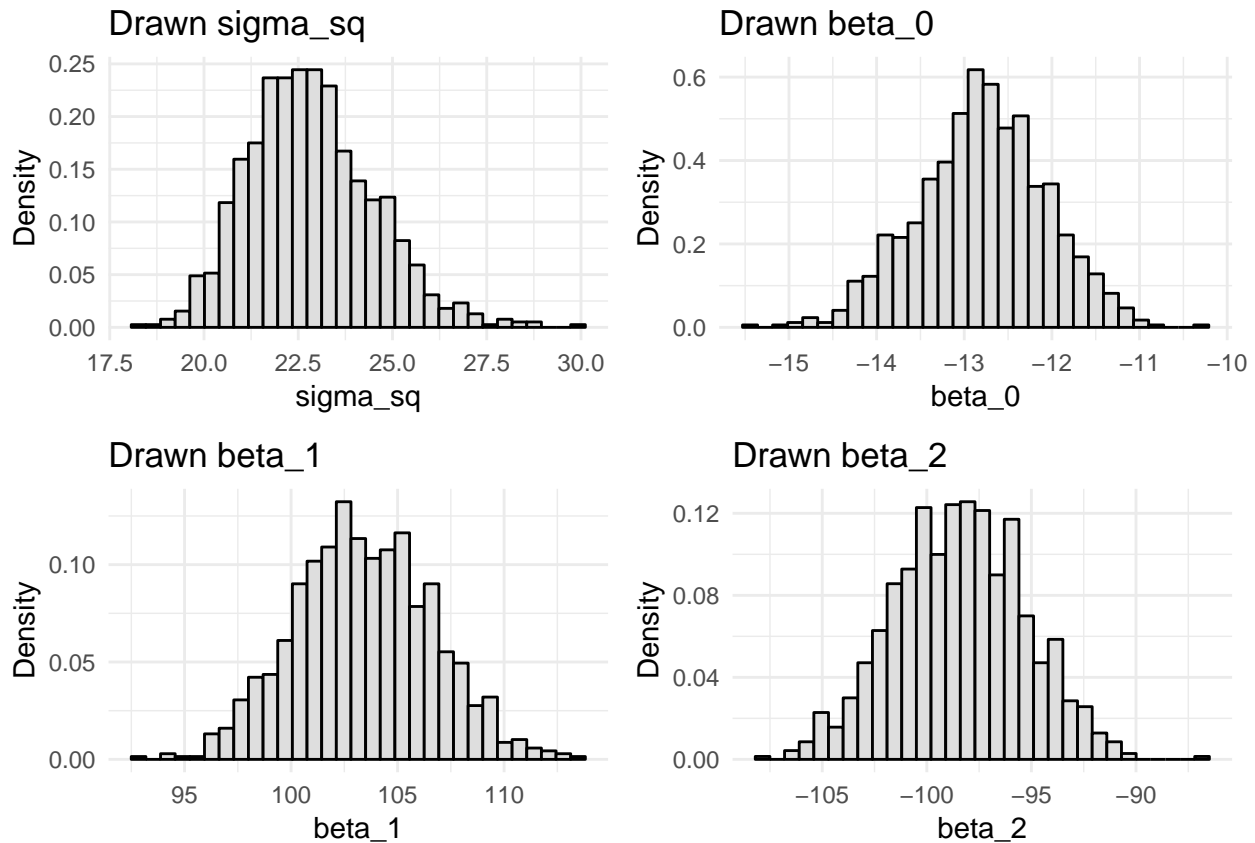 Drawn sigma_sq
0.25
0.20
0.15
0.10
0.05
0.00
Density
17.5 20.0 22.5 25.0 27.5 30.0
sigma_sq
Drawn beta_0
0.6
0.4
0.2
0.0
Density
−15 −14 −13 −12 −11 −10
beta_0
Drawn beta_1
0.10
0.05
0.00
Density
95 100 105 110
beta_1
Drawn beta_2
0.12
0.08
0.04
0.00
Density
−105 −100 −95 −90
beta_2